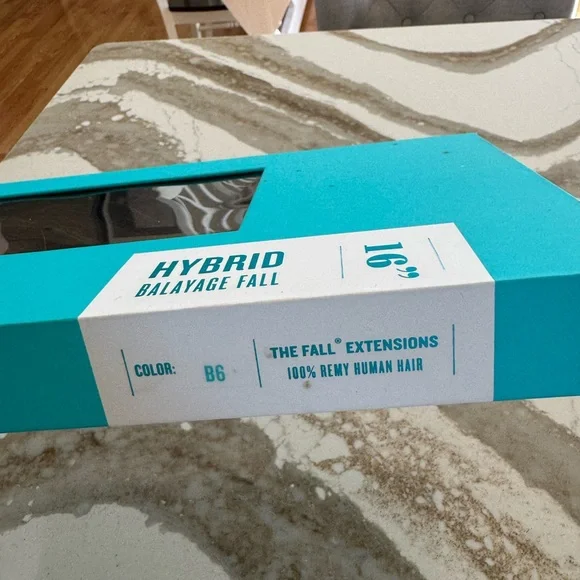 HYBRID
BALAYAGE FALL
16”
COLOR: B6
THE FALL® EXTENSIONS
100% REMY HUMAN HAIR